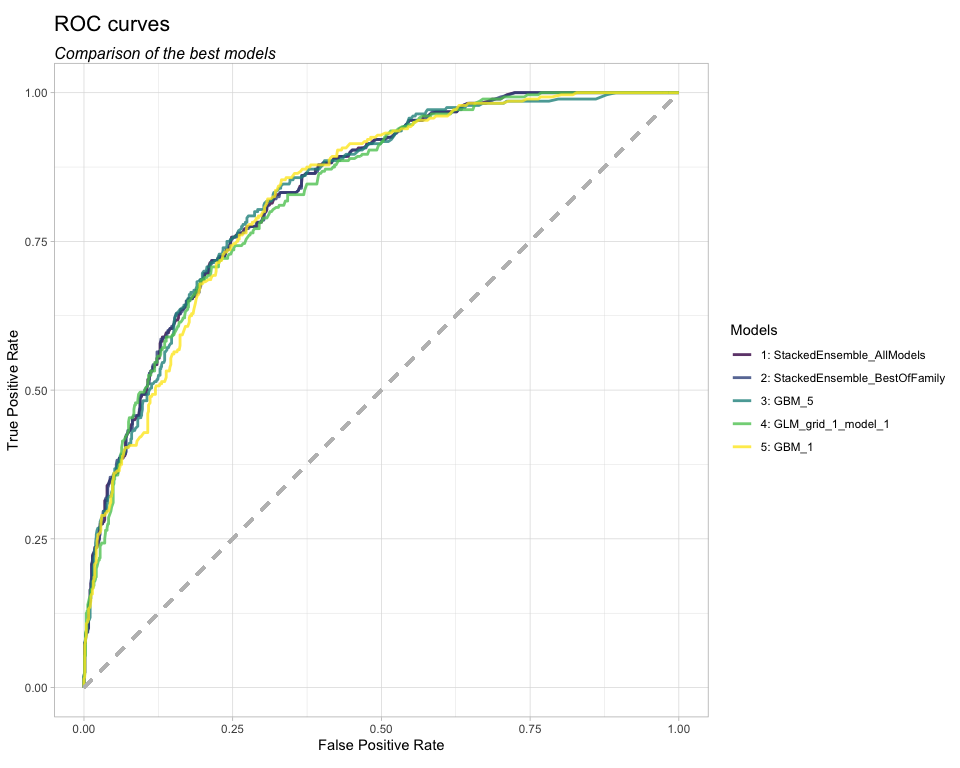 ROC curves
Comparison of the best models
1.00
0.75
0.50
0.25
0.00
True Positive Rate
0.00 0.25 0.50 0.75 1.00
False Positive Rate
Models
1: StackedEnsemble_AllModels
2: StackedEnsemble_BestOfFamily
3: GBM_5
4: GLM_grid_1_model_1
5: GBM_1